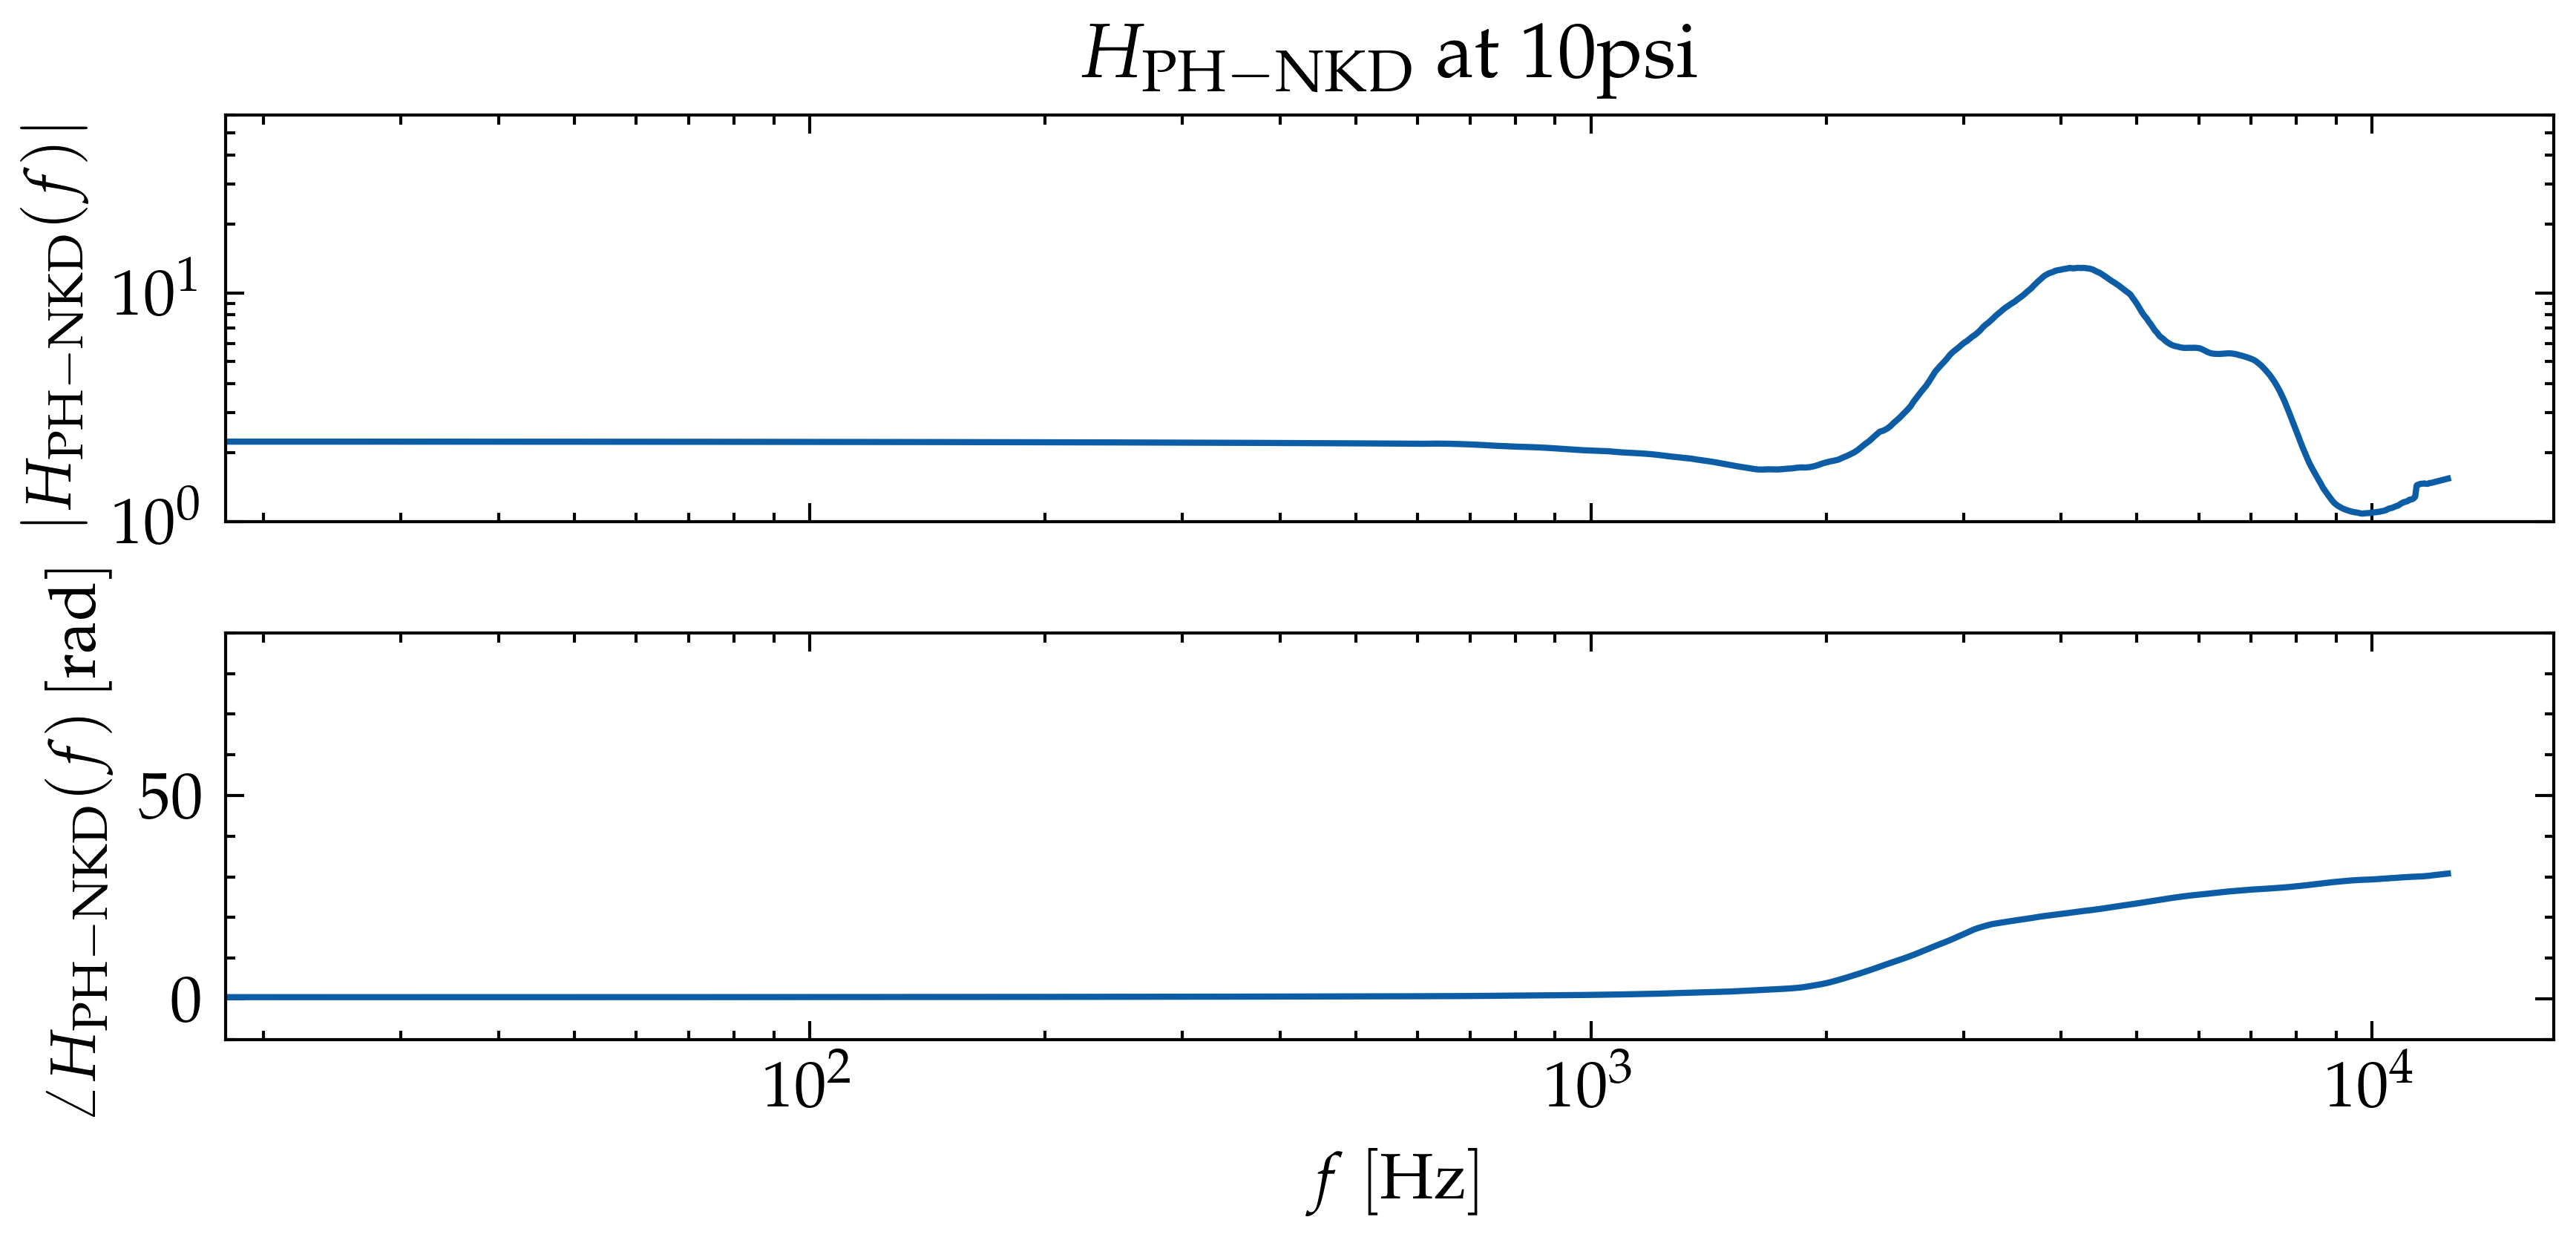 H_PH−NKD at 10psi
|H_PH−NKD(f)|
10^1
10^0
∠H_PH−NKD(f) [rad]
50
0
10^2 10^3 10^4
f [Hz]